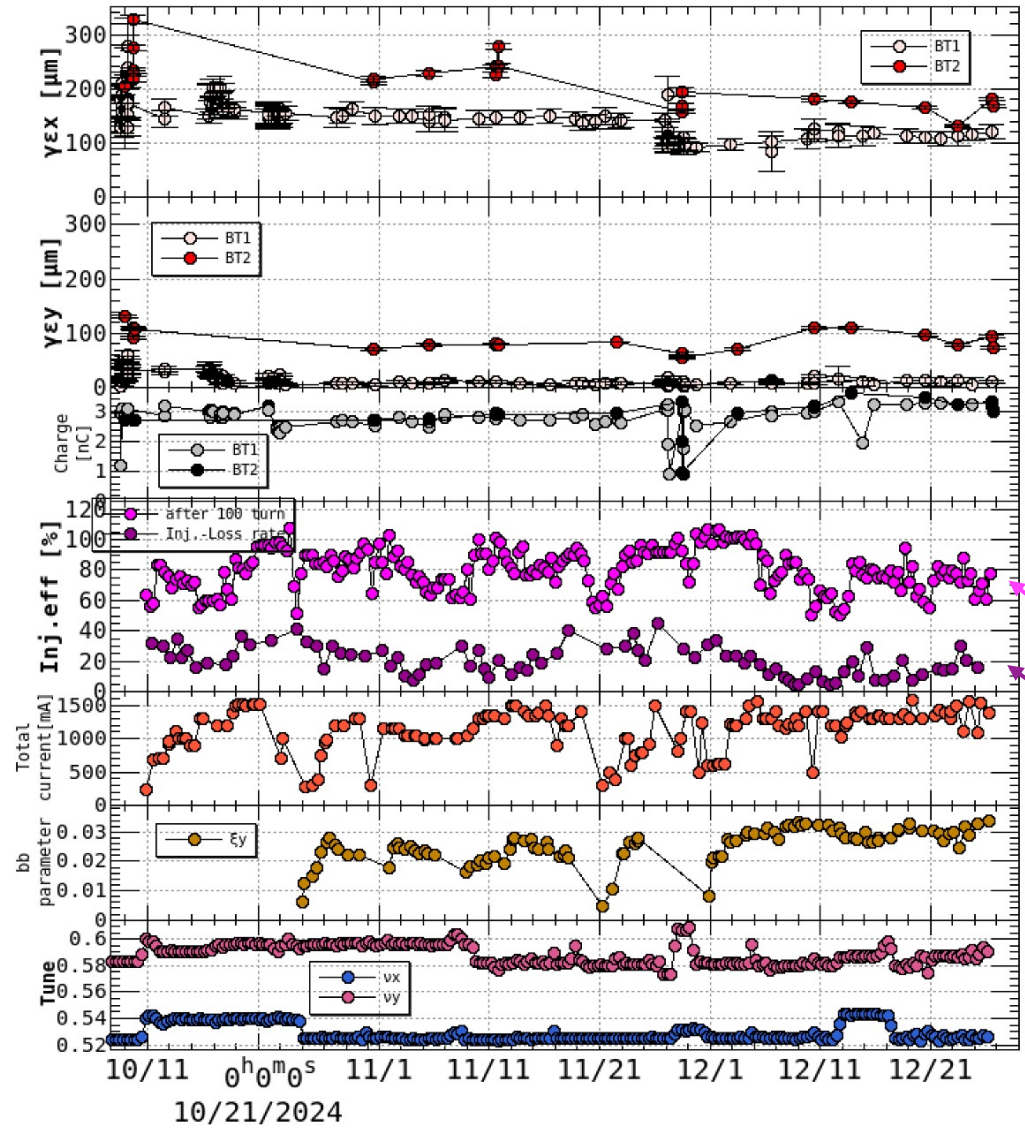 γεx [μm]
300
200
100
0
BT1
BT2
γεy [μm]
300
200
100
0
BT1
BT2
Charge
[nC]
3
2
1
0
BT1
BT2
Inj.eff [%]
120
100
80
60
40
20
0
after 100 turn
Inj.-Loss rate
Total
current[mA]
1500
1000
500
0
bb
parameter
0.03
0.02
0.01
0
ξy
Tune
0.6
0.58
0.56
0.54
0.52
νx
νy
10/11 0h0m0s 11/1 11/11 11/21 12/1 12/11 12/21
10/21/2024